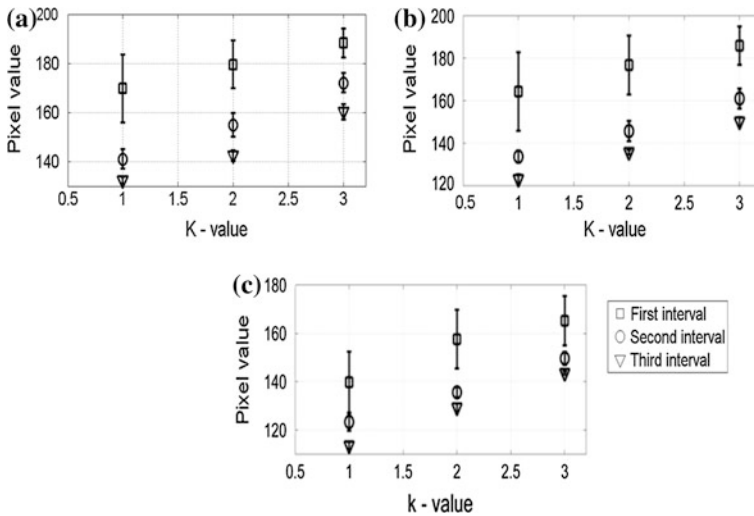 (a)
200
180
160
140
Pixel value
0.5 1 1.5 2 2.5 3
K - value
(b)
200
180
160
140
120
Pixel value
0.5 1 1.5 2 2.5 3
K - value
(c)
180
160
140
120
Pixel value
0.5 1 1.5 2 2.5 3
k - value
First interval
Second interval
Third interval